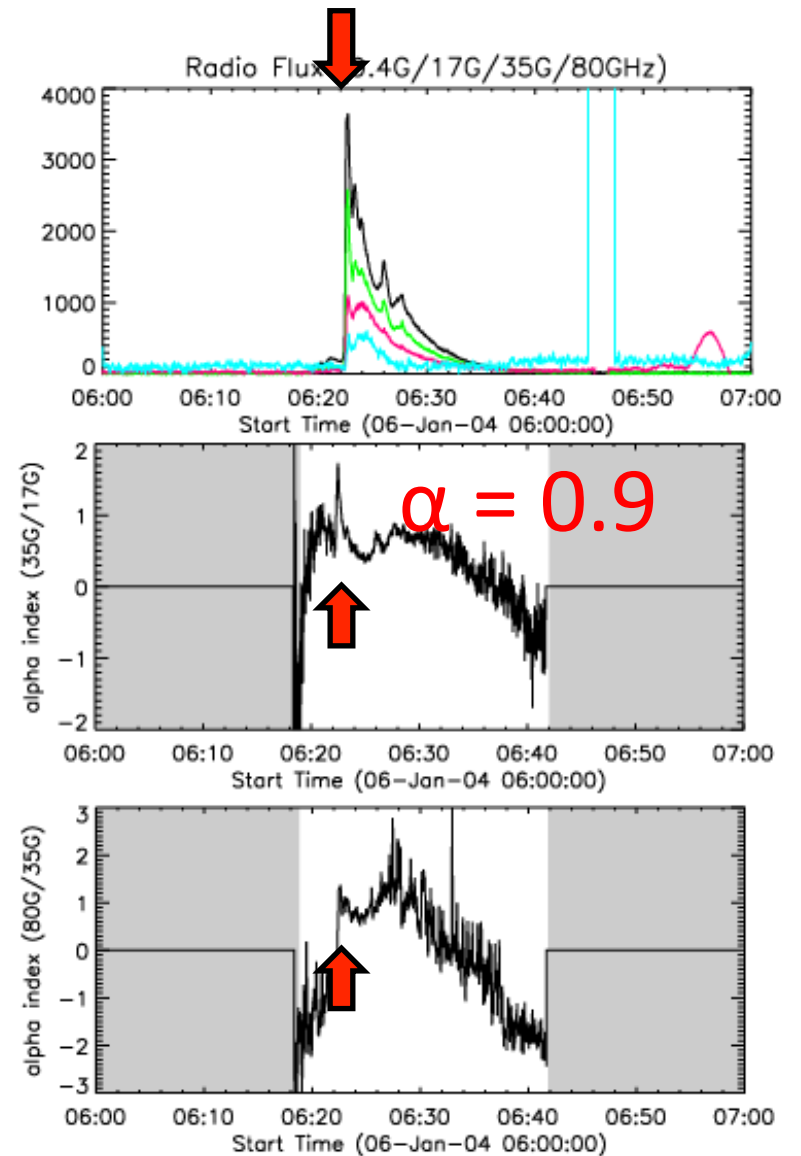 Radio Flux .4G/17G/35G/80GHz)
4000
3000
2000
1000
0
06:00 06:10 06:20 06:30 06:40 06:50 07:00
Start Time (06-Jan-04 06:00:00)
alpha index (35G/17G)
2
1
0
-1
-2
α = 0.9
06:00 06:10 06:20 06:30 06:40 06:50 07:00
Start Time (06-Jan-04 06:00:00)
alpha index (80G/35G)
3
2
1
0
-1
-2
-3
06:00 06:10 06:20 06:30 06:40 06:50 07:00
Start Time (06-Jan-04 06:00:00)